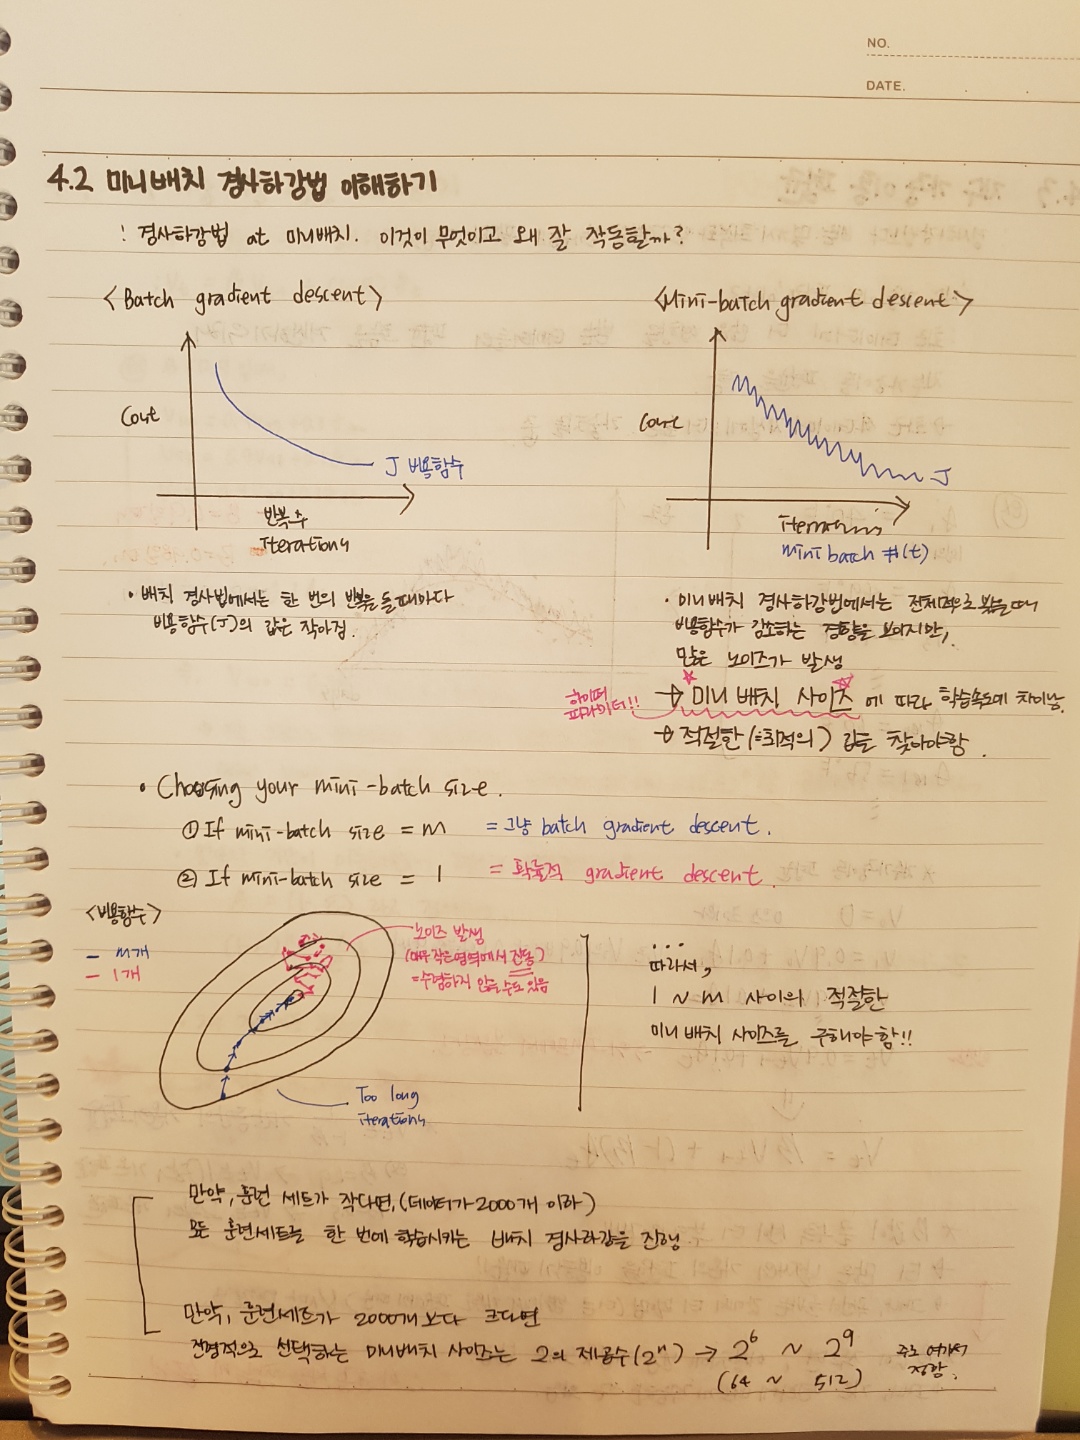 NO.
DATE.
4.2 미니배치 경사하강법 이해하기
! 경사하강법 at 미니배치. 이것이 무엇이고 왜 잘 작동할까?
<Batch gradient descent>
Cost
J 비용함수
반복수
iterations
• 배치 경사법에서는 한 번의 반복을 돌 때마다
비용함수(J)의 값은 작아짐.
<Mini-batch gradient descent>
Cost
J
iterations
mini batch #(t)
• 미니배치 경사하강법에서는 전체적으로 봤을때
비용함수가 감소하는 경향을 보이지만,
많은 노이즈가 발생
하이퍼
파라미터!!
→ 미니 배치 사이즈 에 따라 학습속도에 차이남.
→ 적절한(=최적의) 값을 찾아야함.
• Choosing your mini-batch size.
① If mini-batch size = m = 그냥 batch gradient descent.
② If mini-batch size = 1 = 확률적 gradient descent.
<비용함수>
– m개
– 1개
노이즈 발생
(매우 작은 영역에서 진동)
=수렴하지 않을 수도 있음
Too long
iterations
...
따라서,
1 ~ m 사이의 적절한
미니배치 사이즈를 구해야함!!
만약, 훈련 세트가 작다면, (데이터가 2000개 이하)
모든 훈련세트를 한 번에 학습시키는 배치 경사하강을 진행.
만약, 훈련세트가 2000개 보다 크다면
전형적으로 선택하는 미니배치 사이즈는 2의 제곱수(2ⁿ) → 2⁶ ~ 2⁹
(64 ~ 512)
주로 여기서
정함.